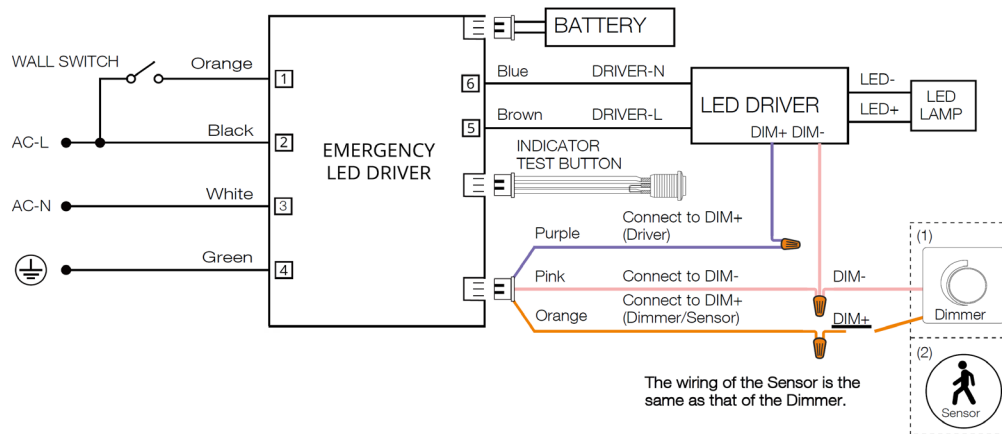 BATTERY
WALL SWITCH
Orange
1
6
Blue
DRIVER-N
LED DRIVER
DIM+ DIM-
LED-
LED+
LED
LAMP
AC-L
Black
2
5
Brown
DRIVER-L
EMERGENCY
LED DRIVER
INDICATOR
TEST BUTTON
AC-N
White
3
Green
4
Purple
Connect to DIM+
(Driver)
Pink
Connect to DIM-
DIM-
Orange
Connect to DIM+
(Dimmer/Sensor)
DIM+
(1)
Dimmer
(2)
Sensor
The wiring of the Sensor is the
same as that of the Dimmer.